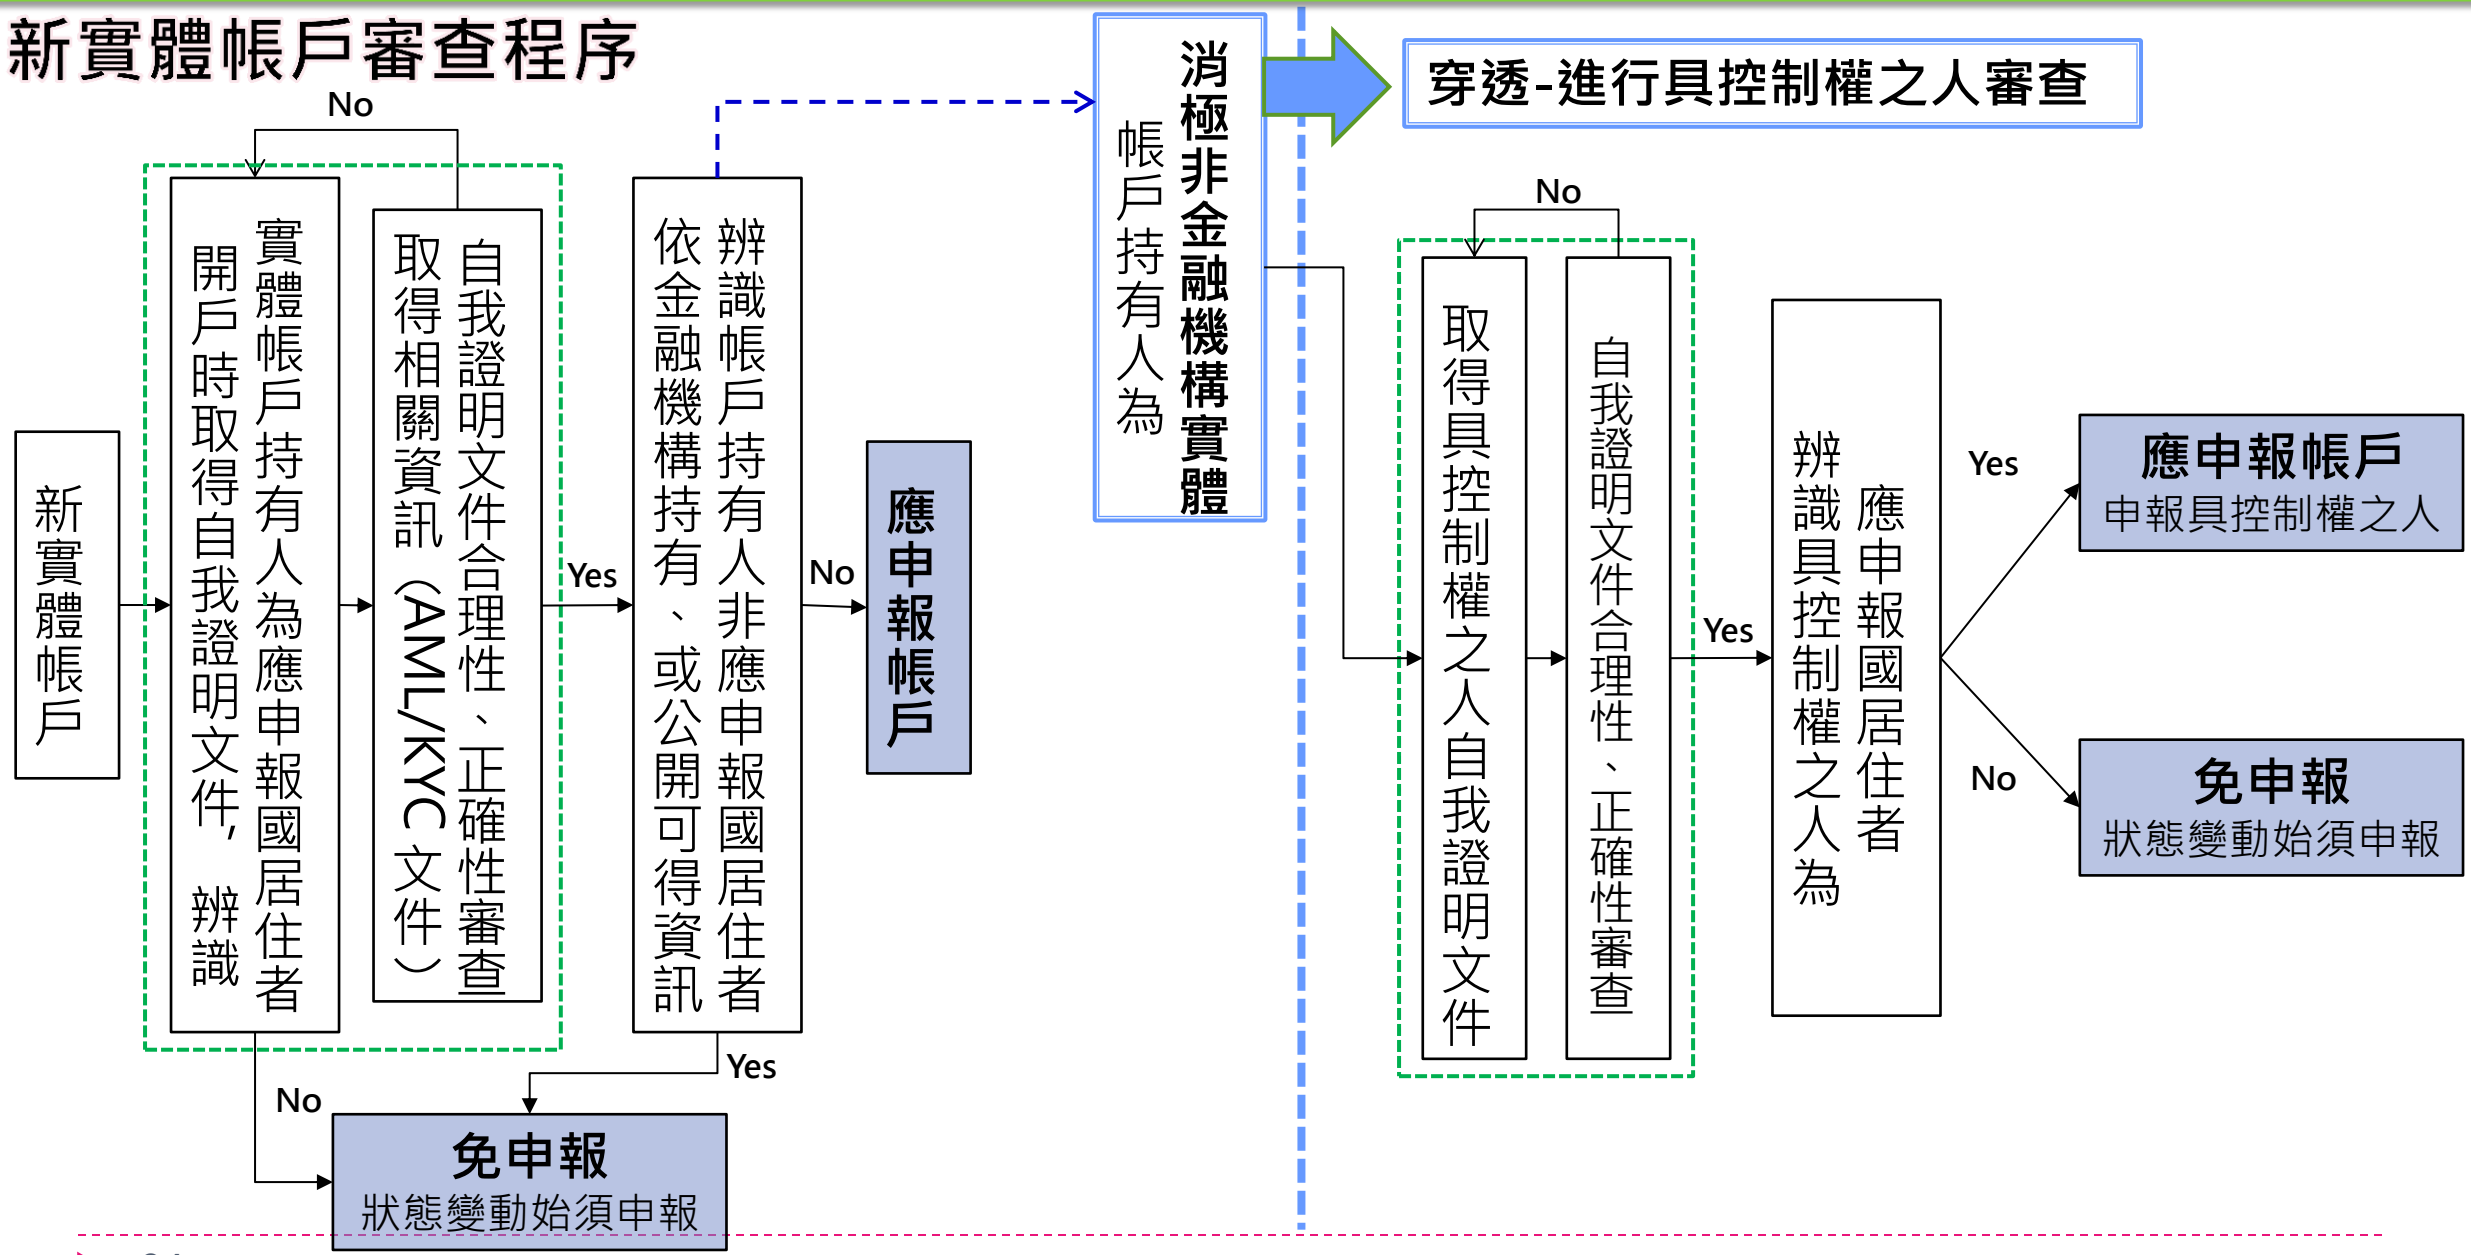 新實體帳戶審查程序
No
新實體帳戶
開戶時取得自我證明文件, 辨識
實體帳戶持有人為應申報國居住者
取得相關資訊（AML/KYC文件）
自我證明文件合理性、正確性審查
Yes
依金融機構持有、或公開可得資訊
辨識帳戶持有人非應申報國居住者
No
應申報帳戶
Yes
No
免申報
狀態變動始須申報
帳戶持有人為
消極非金融機構實體
穿透-進行具控制權之人審查
No
取得具控制權之人自我證明文件
自我證明文件合理性、正確性審查
Yes
辨識具控制權之人為
應申報國居住者
Yes
應申報帳戶
申報具控制權之人
No
免申報
狀態變動始須申報